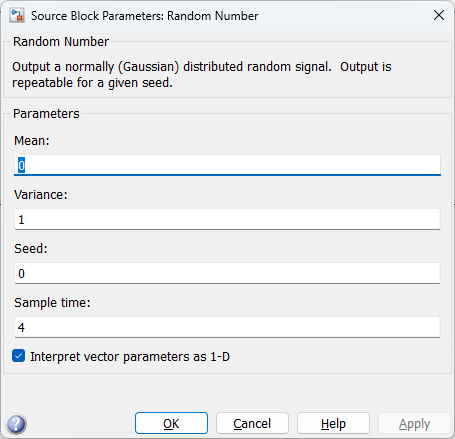 Source Block Parameters: Random Number
Random Number
Output a normally (Gaussian) distributed random signal.  Output is
repeatable for a given seed.
Parameters
Mean:
0
Variance:
1
Seed:
0
Sample time:
4
Interpret vector parameters as 1-D
OK
Cancel
Help
Apply
?